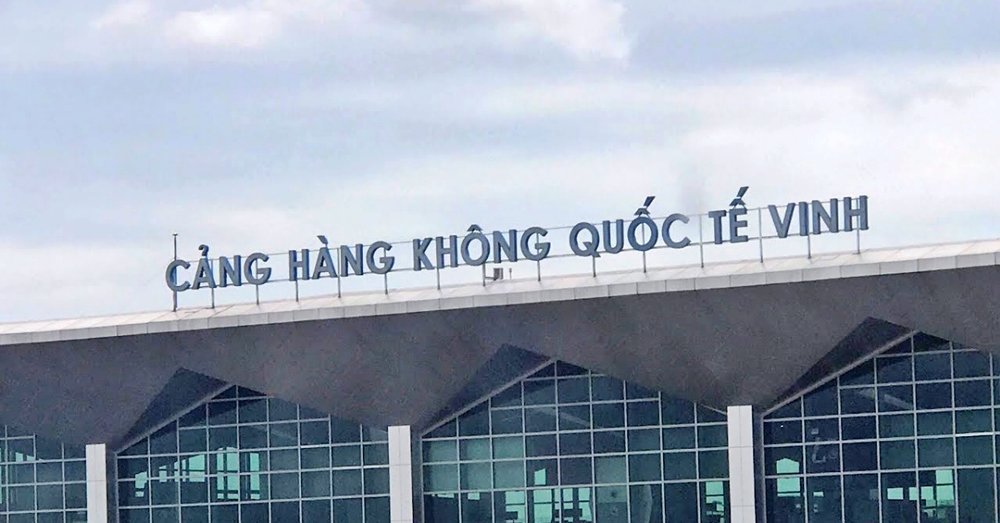 CẢNG HÀNG KHÔNG QUỐC TẾ VINH